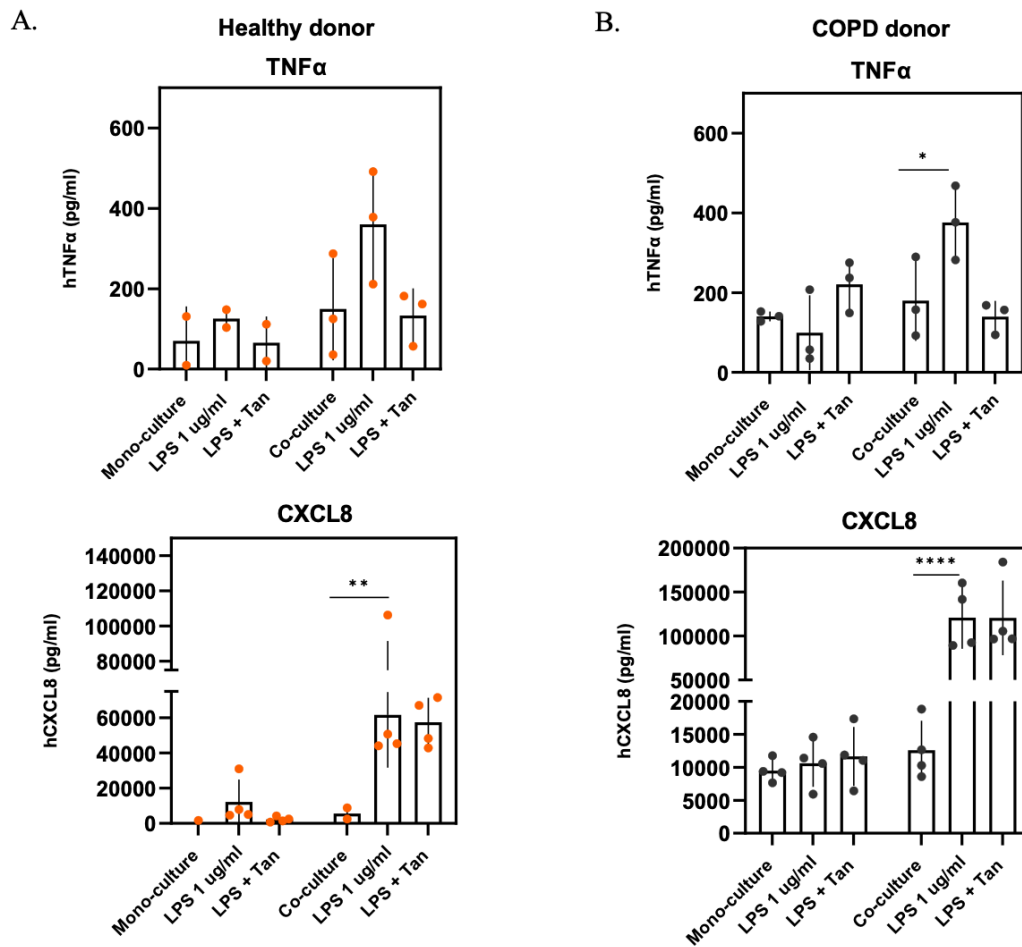 A.
Healthy donor
TNFα
hTNFα (pg/ml)
600
400
200
0
Mono-culture
LPS 1 ug/ml
LPS + Tan
Co-culture
LPS 1 ug/ml
LPS + Tan
B.
COPD donor
TNFα
hTNFα (pg/ml)
600
400
200
0
*
Mono-culture
LPS 1 ug/ml
LPS + Tan
Co-culture
LPS 1 ug/ml
LPS + Tan
CXCL8
hCXCL8 (pg/ml)
140000
120000
100000
80000
60000
40000
20000
0
**
Mono-culture
LPS 1 ug/ml
LPS + Tan
Co-culture
LPS 1 ug/ml
LPS + Tan
CXCL8
hCXCL8 (pg/ml)
200000
150000
100000
50000
20000
15000
10000
5000
0
****
Mono-culture
LPS 1 ug/ml
LPS + Tan
Co-culture
LPS 1 ug/ml
LPS + Tan